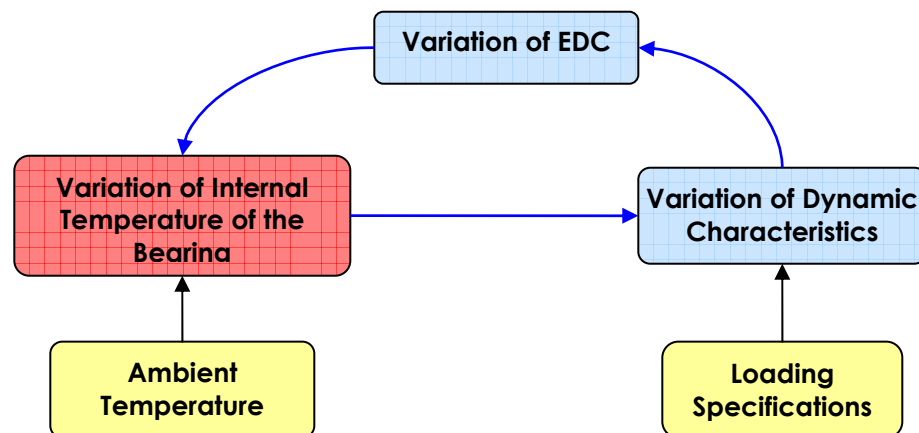 Variation of EDC
Variation of Internal
Temperature of the
Bearina
Variation of Dynamic
Characteristics
Ambient
Temperature
Loading
Specifications